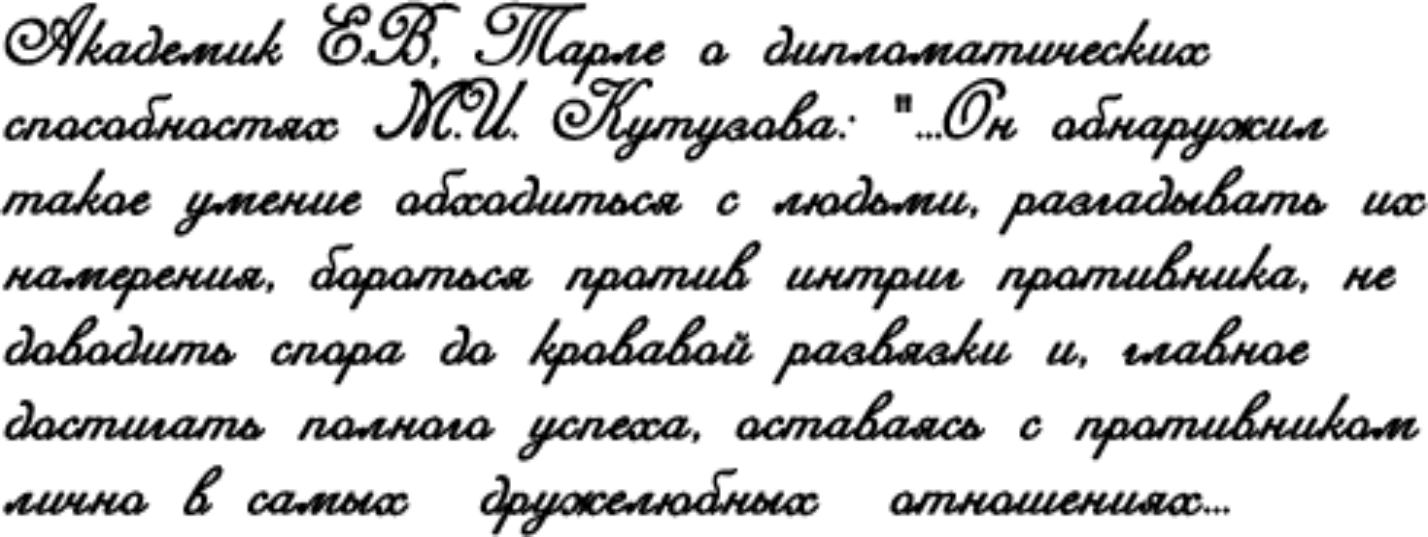 Академик Е.В, Тарле о дипломатических
способностях М.И. Кутузова: "...Он обнаружил
такое умение обходиться с людьми, разгадывать их
намерения, бороться против интриг противника, не
доводить спора до кровавой развязки и, главное
достигать полного успеха, оставаясь с противником
лично в самых дружелюбных отношениях...